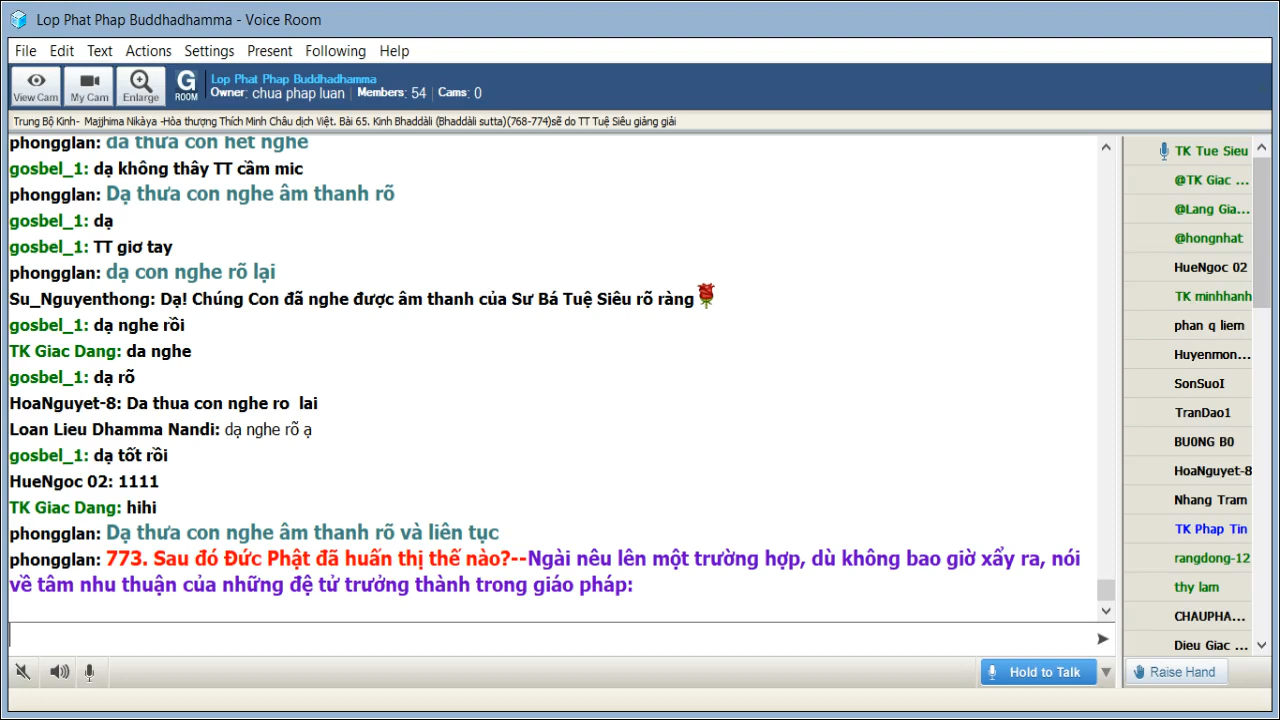 Lop Phat Phap Buddhadhamma - Voice Room
File Edit Text Actions Settings Present Following Help
View Cam My Cam Enlarge G ROOM
Lop Phat Phap Buddhadhamma
Owner: chua phap luan | Members: 54 | Cams: 0
Trung Bộ Kinh- Majjhima Nikàya -Hòa thượng Thích Minh Châu dịch Việt. Bài 65. Kinh Bhaddàli (Bhaddàli sutta)(768-774)sẽ do TT Tuệ Siêu giảng giải
phongglan: dạ thưa con hết nghe
gosbel_1: dạ không thây TT cầm mic
phongglan: Dạ thưa con nghe âm thanh rõ
gosbel_1: dạ
gosbel_1: TT giơ tay
phongglan: dạ con nghe rõ lại
Su_Nguyenthong: Dạ! Chúng Con đã nghe được âm thanh của Sư Bá Tuệ Siêu rõ ràng
gosbel_1: dạ nghe rồi
TK Giac Dang: da nghe
gosbel_1: dạ rõ
HoaNguyet-8: Da thua con nghe ro lai
Loan Lieu Dhamma Nandi: dạ nghe rõ ạ
gosbel_1: dạ tốt rồi
HueNgoc 02: 1111
TK Giac Dang: hihi
phongglan: Dạ thưa con nghe âm thanh rõ và liên tục
phongglan: 773. Sau đó Đức Phật đã huấn thị thế nào?--Ngài nêu lên một trường hợp, dù không bao giờ xẩy ra, nói
về tâm nhu thuận của những đệ tử trưởng thành trong giáo pháp:
TK Tue Sieu
@TK Giac ...
@Lang Gia...
@hongnhat
HueNgoc 02
TK minhhanh
phan q liem
Huyenmon...
SonSuoI
TranDao1
BU0NG B0
HoaNguyet-8
Nhang Tram
TK Phap Tin
rangdong-12
thy lam
CHAUPHA...
Dieu Giac ...
Hold to Talk
Raise Hand